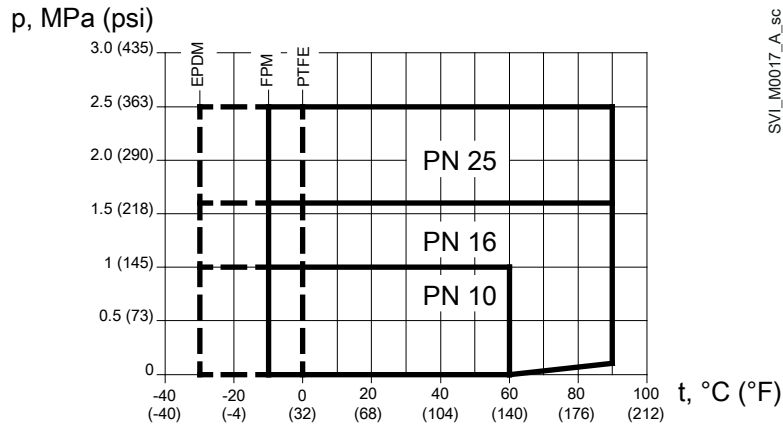 p, MPa (psi)
SVI_M0017_A_sc
EPDM
FPM
PTFE
3.0 (435)
2.5 (363)
2.0 (290)
PN 25
1.5 (218)
PN 16
1 (145)
PN 10
0.5 (73)
0
-40 -20 0 20 40 60 80 100 t, °C (°F)
(-40) (-4) (32) (68) (104) (140) (176) (212)